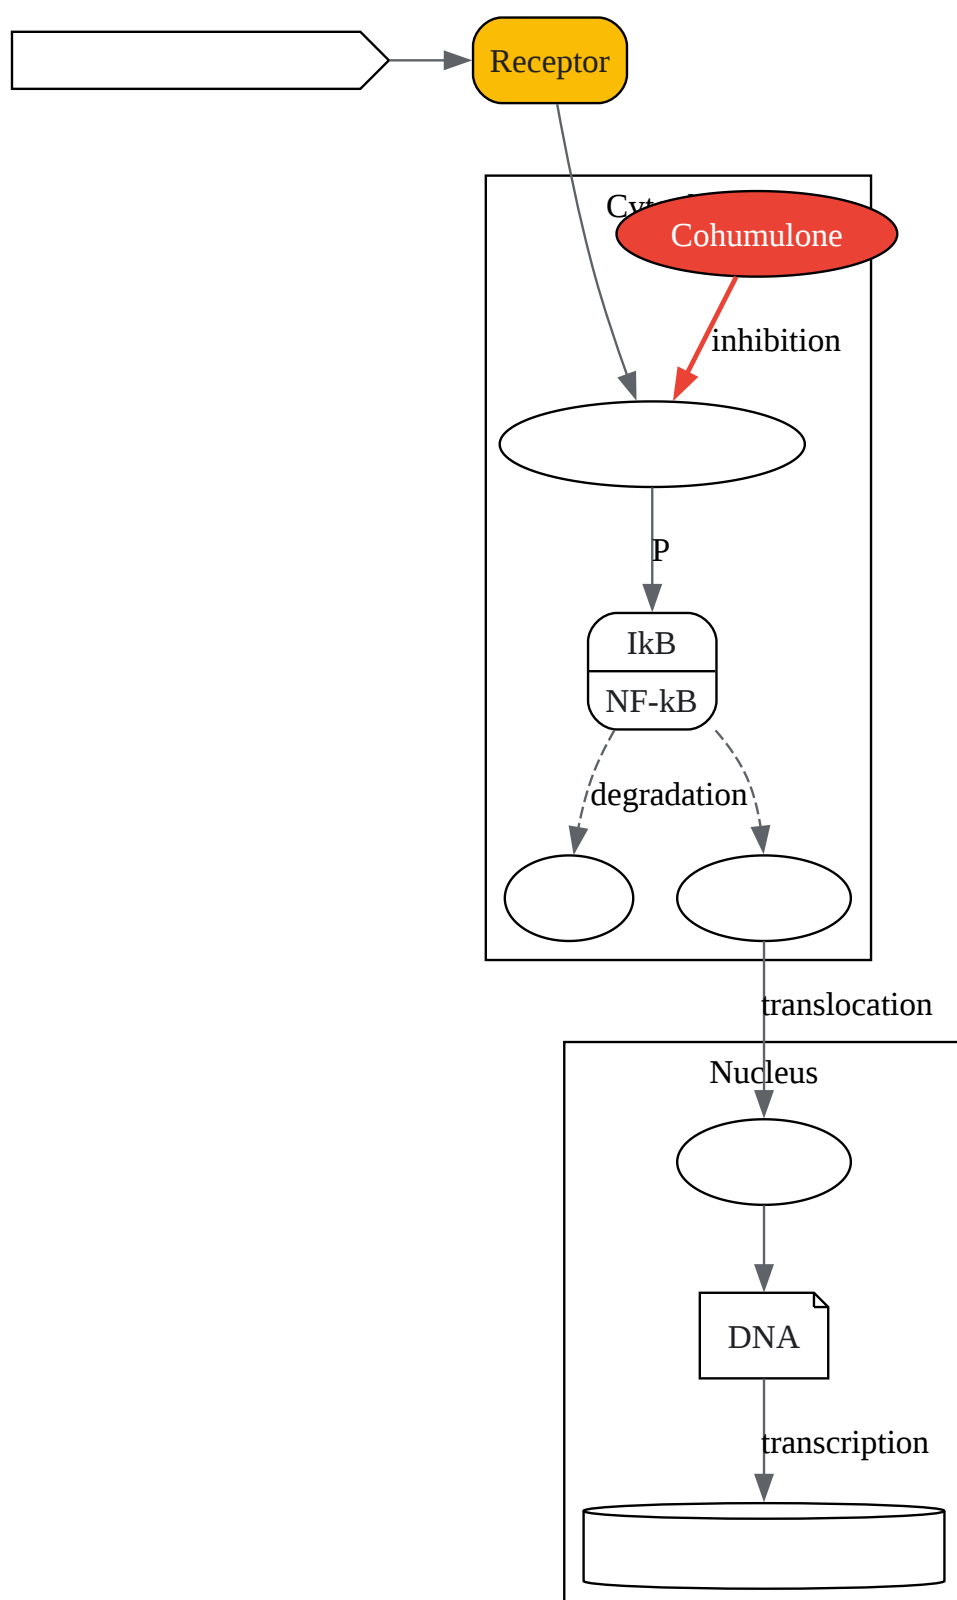 Receptor
Cohumulone
inhibition
P
IkB
NF-kB
degradation
translocation
Nucleus
DNA
transcription